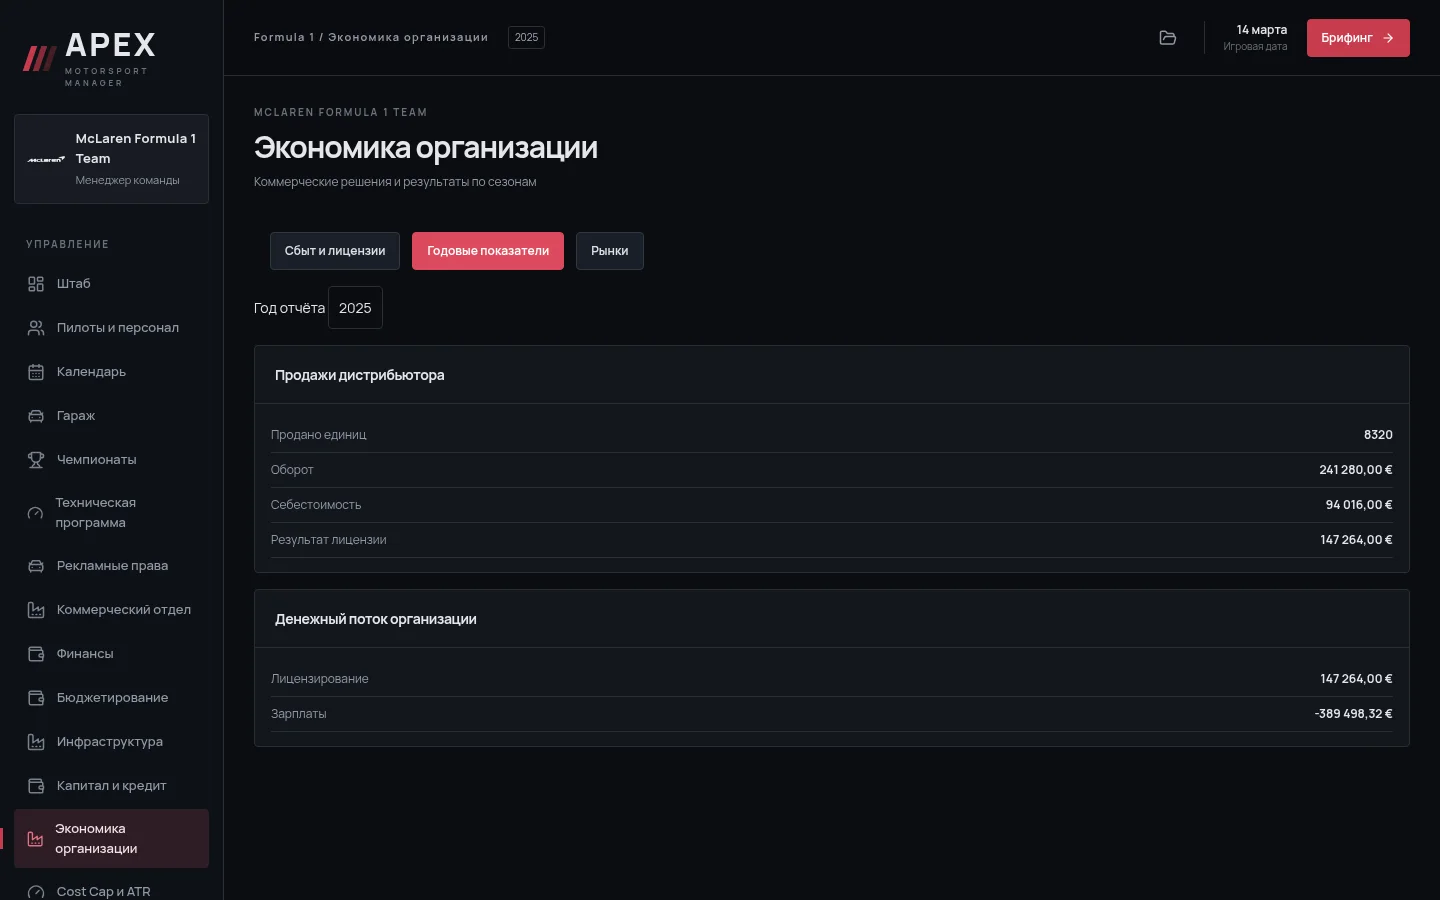 APEX
MOTORSPORT
MANAGER
McLaren
McLaren Formula 1
Team
Менеджер команды
УПРАВЛЕНИЕ
Штаб
Пилоты и персонал
Календарь
Гараж
Чемпионаты
Техническая
программа
Рекламные права
Коммерческий отдел
Финансы
Бюджетирование
Инфраструктура
Капитал и кредит
Экономика
организации
Cost Cap и ATR
Formula 1 / Экономика организации
2025
14 марта
Игровая дата
Брифинг
MCLAREN FORMULA 1 TEAM
Экономика организации
Коммерческие решения и результаты по сезонам
Сбыт и лицензии
Годовые показатели
Рынки
Год отчёта 2025
Продажи дистрибьютора
Продано единиц 8320
Оборот 241 280,00 €
Себестоимость 94 016,00 €
Результат лицензии 147 264,00 €
Денежный поток организации
Лицензирование 147 264,00 €
Зарплаты -389 498,32 €